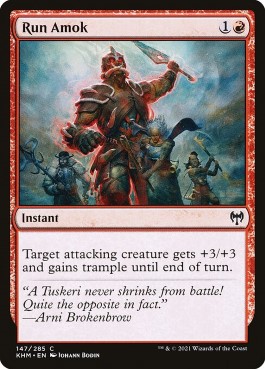 Run Amok 1
Instant
Target attacking creature gets +3/+3
and gains trample until end of turn.
"A Tuskeri never shrinks from battle!
Quite the opposite in fact."
—Arni Brokenbrow
147/285 C
KHM • EN Johann Bodin
™ & © 2021 Wizards of the Coast